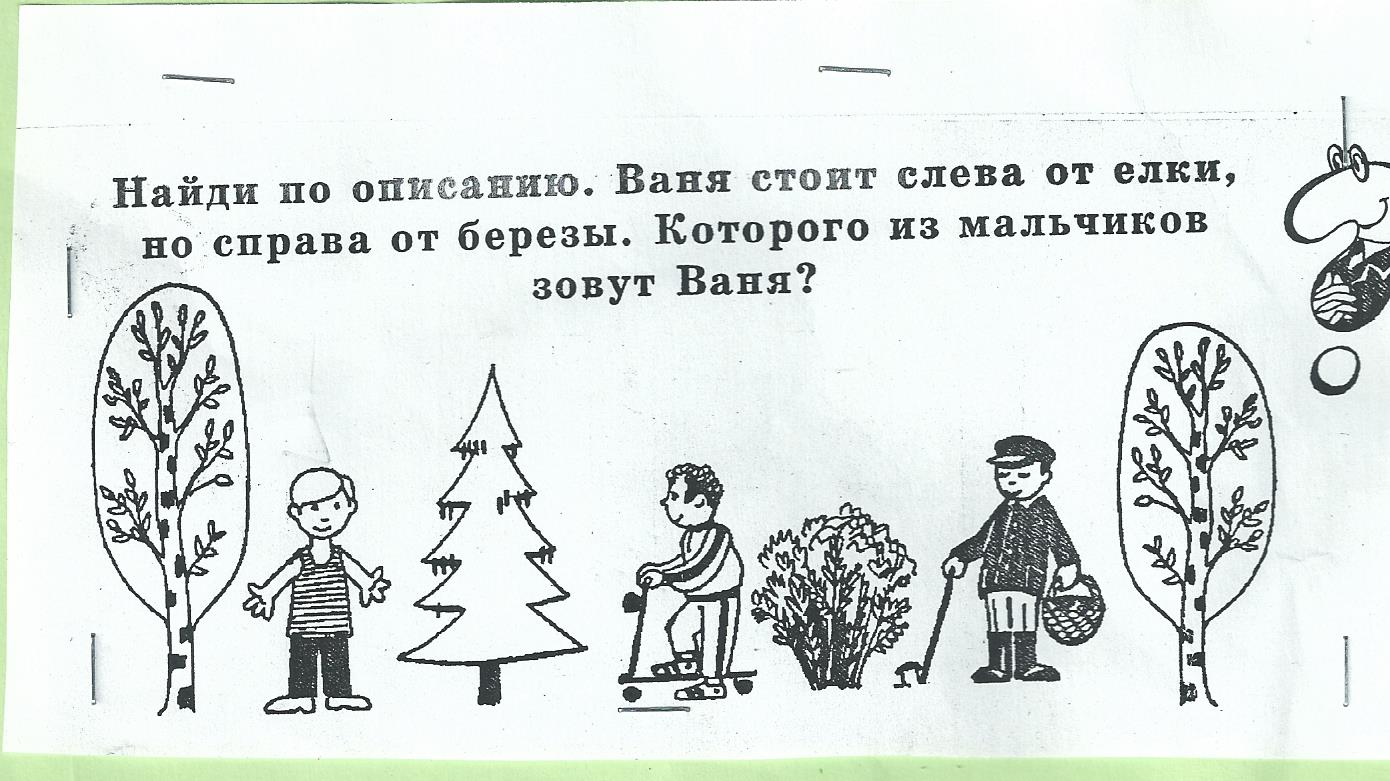 Найди по описанию. Ваня стоит слева от елки,
но справа от березы. Которого из мальчиков
зовут Ваня?